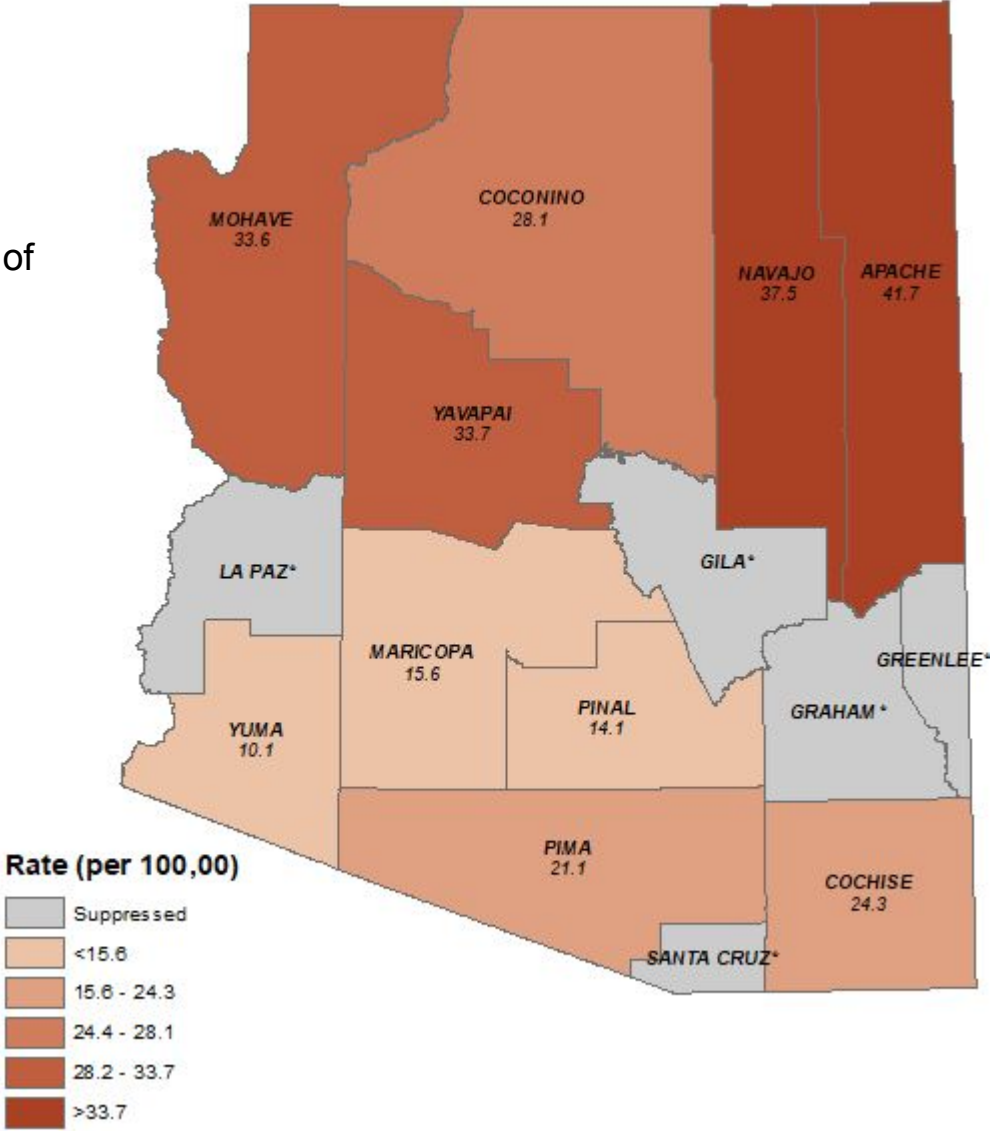 COCONINO
28.1
MOHAVE
33.6
of
NAVAJO
37.5
APACHE
41.7
YAVAPAI
33.7
LA PAZ*
GILA*
MARICOPA
15.6
GREENLEE*
PINAL
14.1
GRAHAM*
YUMA
10.1
PIMA
21.1
COCHISE
24.3
SANTA CRUZ*
Rate (per 100,00)
Suppressed
<15.6
15.6 - 24.3
24.4 - 28.1
28.2 - 33.7
>33.7